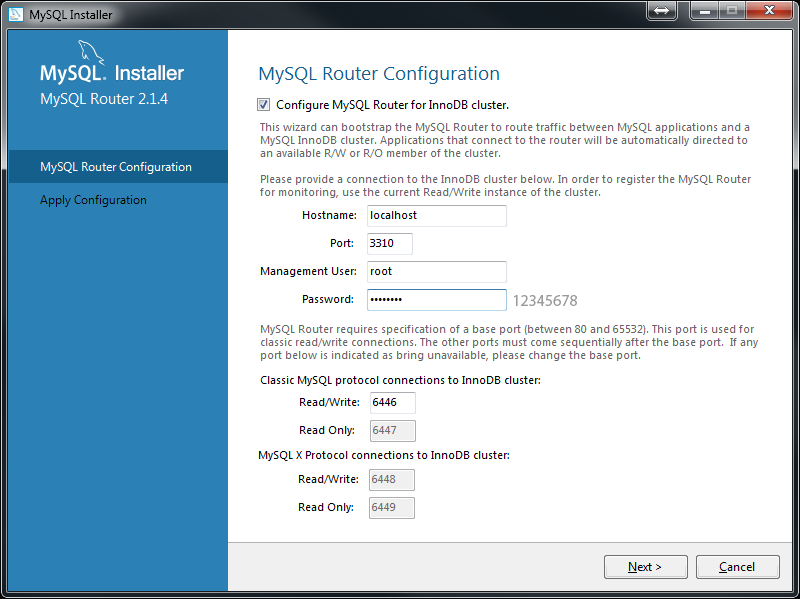 MySQL Installer
MySQL® Installer
MySQL Router 2.1.4
MySQL Router Configuration
Apply Configuration
MySQL Router Configuration
Configure MySQL Router for InnoDB cluster.
This wizard can bootstrap the MySQL Router to route traffic between MySQL applications and a
MySQL InnoDB cluster. Applications that connect to the router will be automatically directed to
an available R/W or R/O member of the cluster.
Please provide a connection to the InnoDB cluster below. In order to register the MySQL Router
for monitoring, use the current Read/Write instance of the cluster.
Hostname: localhost
Port: 3310
Management User: root
Password: •••••••• 12345678
MySQL Router requires specification of a base port (between 80 and 65532). This port is used for
classic read/write connections. The other ports must come sequentially after the base port.  If any
port below is indicated as bring unavailable, please change the base port.
Classic MySQL protocol connections to InnoDB cluster:
Read/Write: 6446
Read Only: 6447
MySQL X Protocol connections to InnoDB cluster:
Read/Write: 6448
Read Only: 6449
Next >
Cancel